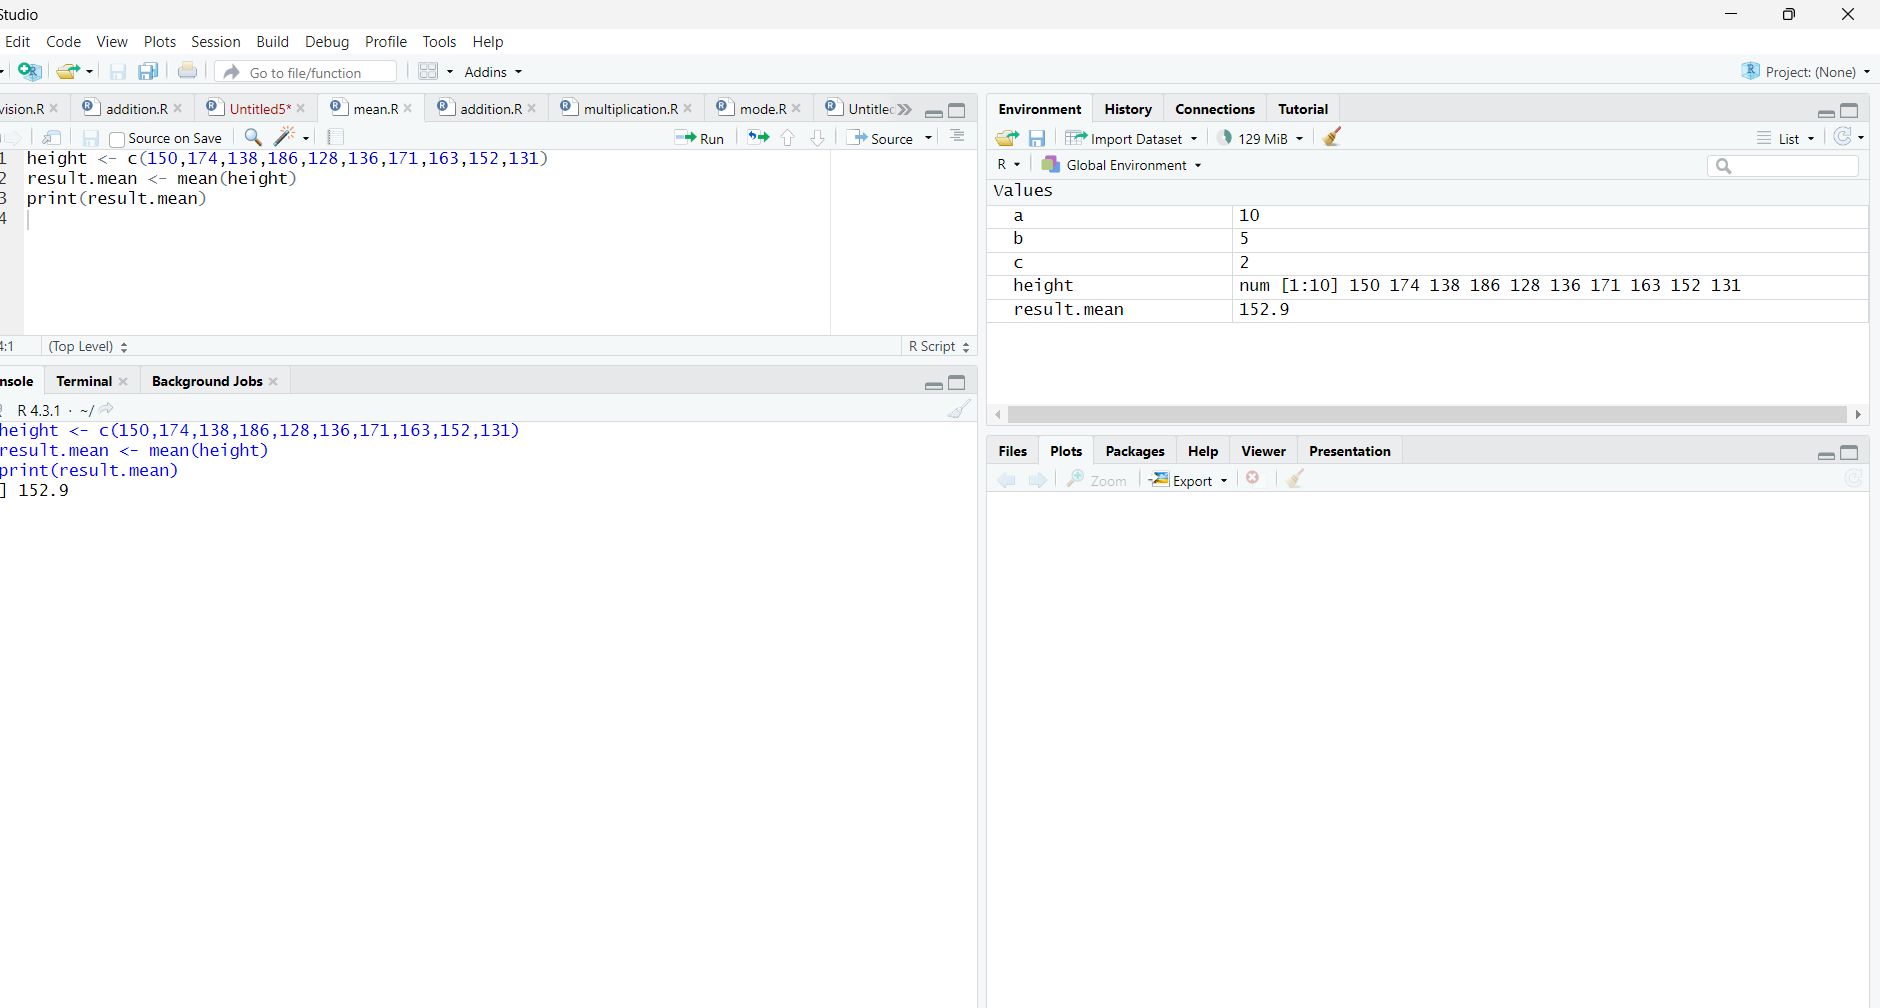 Studio
Edit Code View Plots Session Build Debug Profile Tools Help
Go to file/function Addins Project: (None)
vision.R addition.R Untitled5* mean.R addition.R multiplication.R mode.R Untitled
Source on Save Run Source
1 height <- c(150,174,138,186,128,136,171,163,152,131)
2 result.mean <- mean(height)
3 print(result.mean)
4
4:1 (Top Level) R Script
nsole Terminal Background Jobs
R 4.3.1 · ~/
height <- c(150,174,138,186,128,136,171,163,152,131)
result.mean <- mean(height)
print(result.mean)
] 152.9
Environment History Connections Tutorial
Import Dataset 129 MiB List
R Global Environment
Values
a 10
b 5
c 2
height num [1:10] 150 174 138 186 128 136 171 163 152 131
result.mean 152.9
Files Plots Packages Help Viewer Presentation
Zoom Export